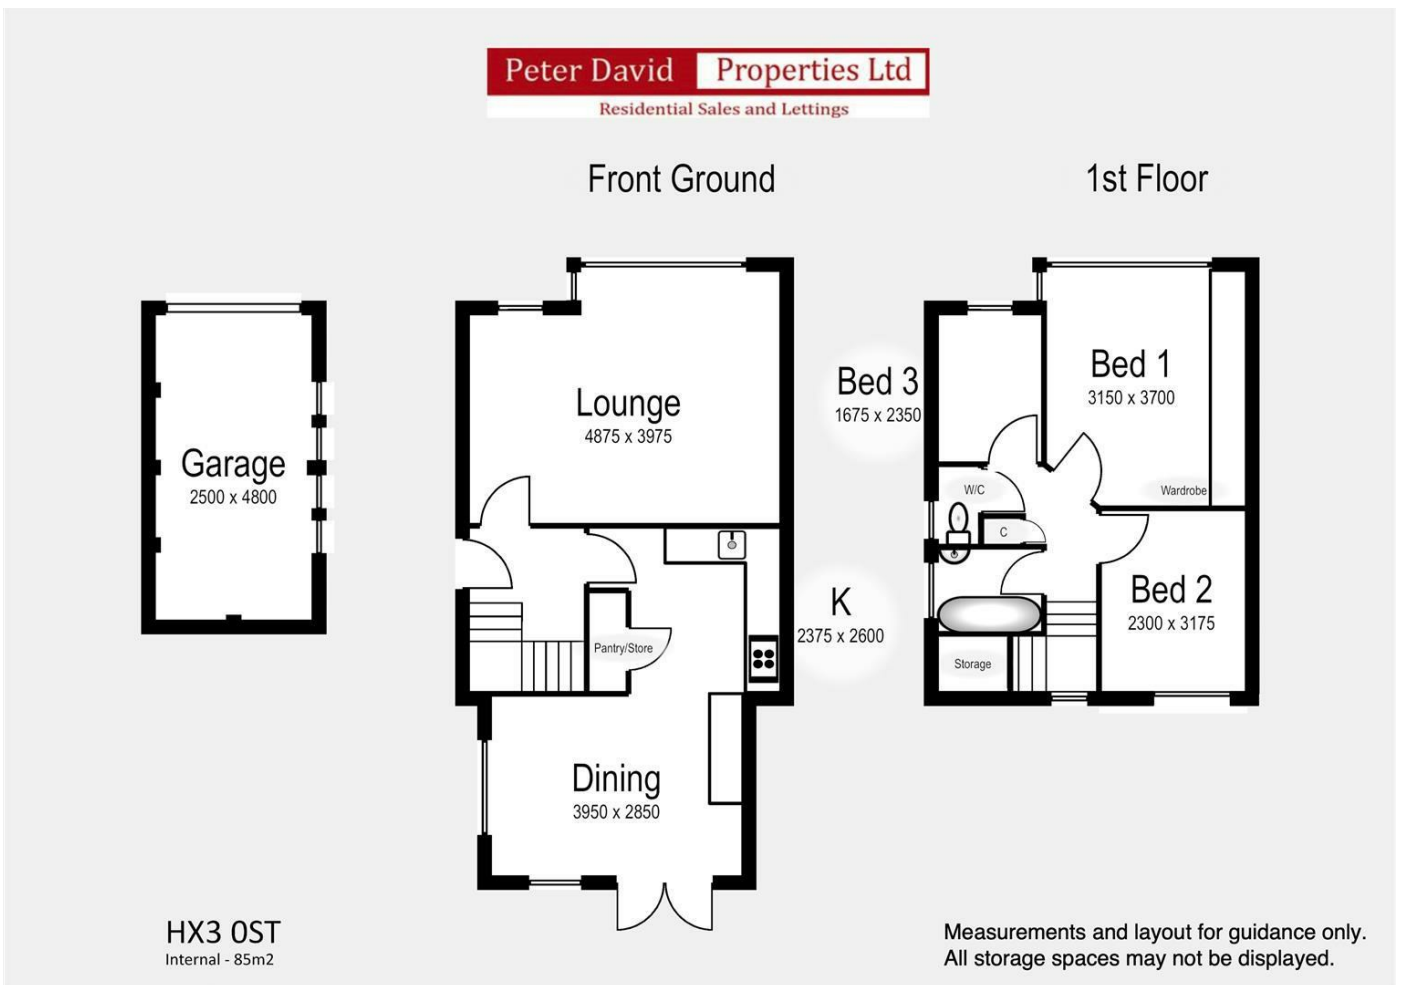 Peter David Properties Ltd
Residential Sales and Lettings
Front Ground
1st Floor
Garage
2500 x 4800
Lounge
4875 x 3975
Pantry/Store
K
2375 x 2600
Dining
3950 x 2850
Bed 3
1675 x 2350
Bed 1
3150 x 3700
Wardrobe
W/C
C
Bed 2
2300 x 3175
Storage
HX3 0ST
Internal - 85m2
Measurements and layout for guidance only.
All storage spaces may not be displayed.